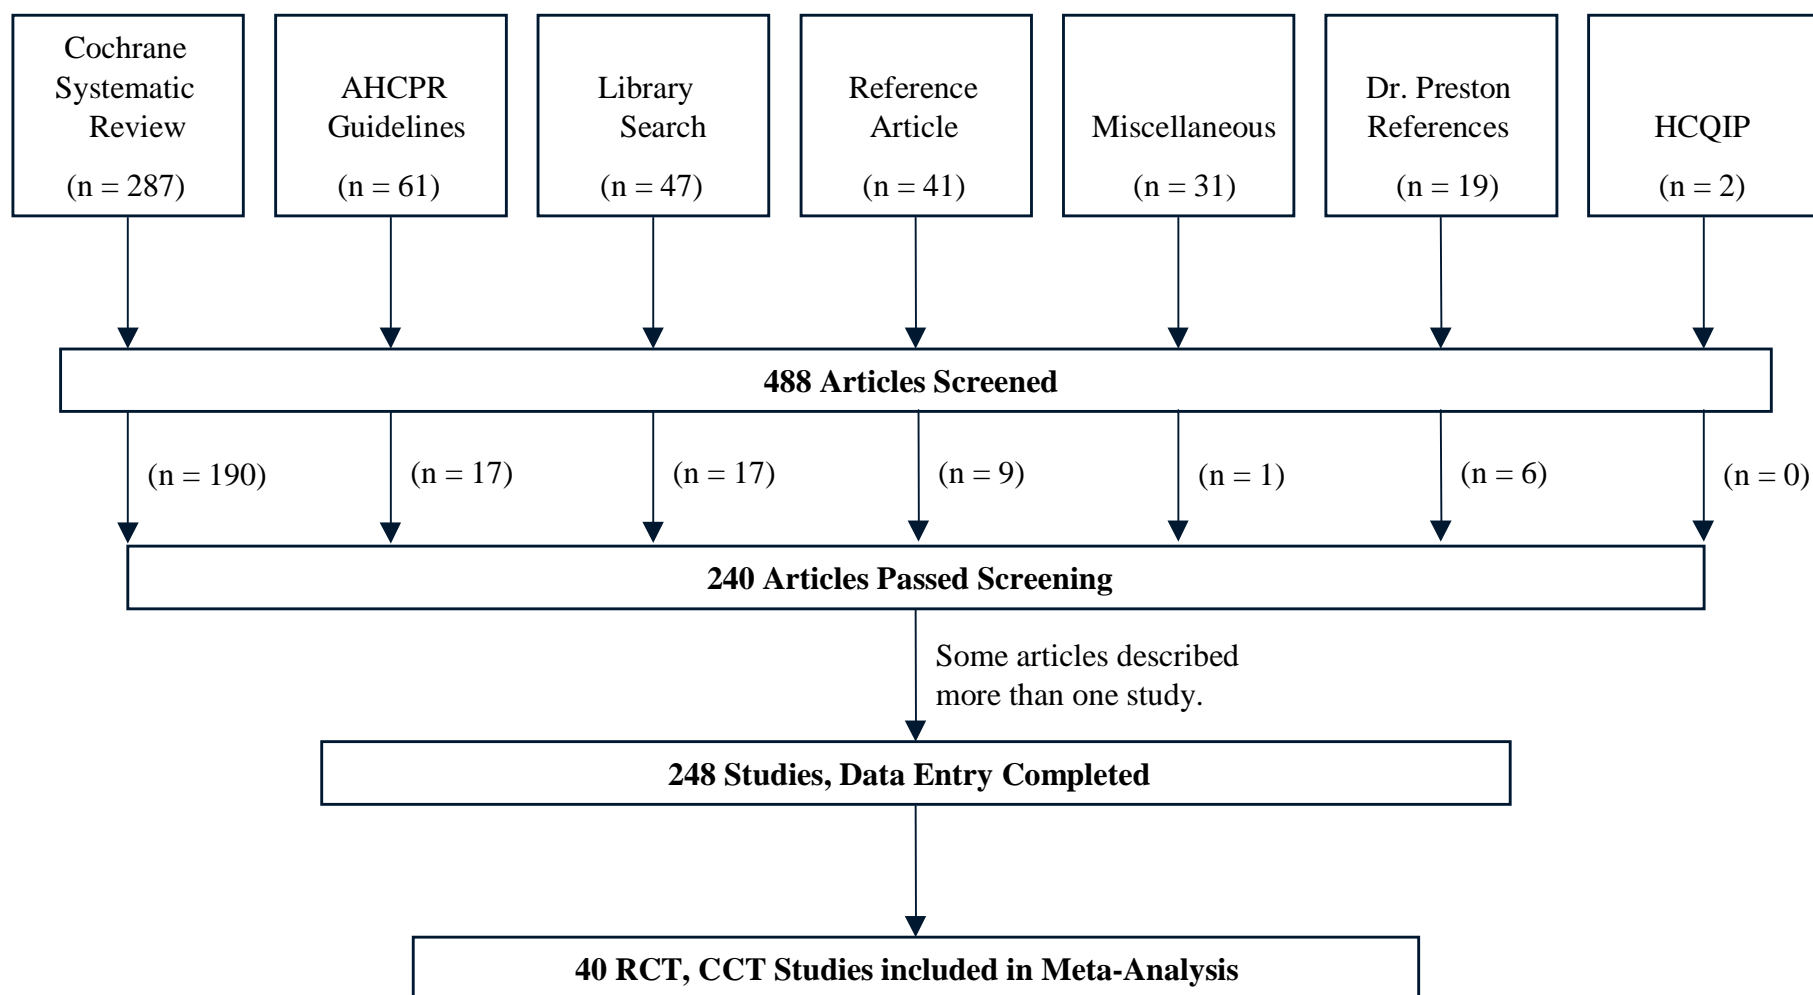 Cochrane
Systematic
Review
(n = 287)
AHCPR
Guidelines
(n = 61)
Library
Search
(n = 47)
Reference
Article
(n = 41)
Miscellaneous
(n = 31)
Dr. Preston
References
(n = 19)
HCQIP
(n = 2)
488 Articles Screened
(n = 190)
(n = 17)
(n = 17)
(n = 9)
(n = 1)
(n = 6)
(n = 0)
240 Articles Passed Screening
Some articles described
more than one study.
248 Studies, Data Entry Completed
40 RCT, CCT Studies included in Meta-Analysis